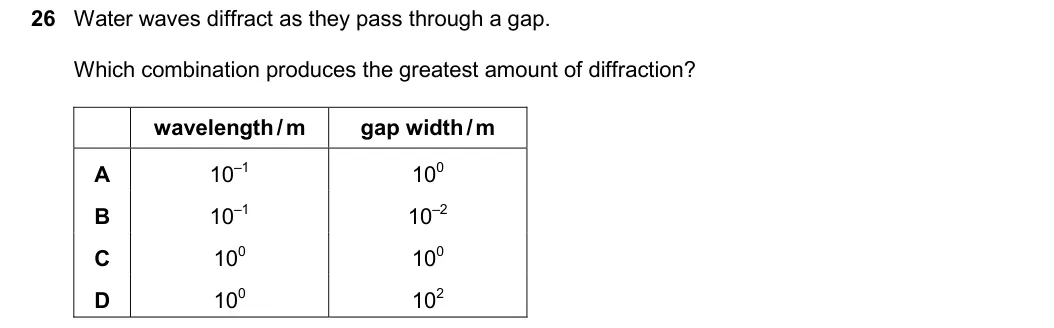 26 Water waves diffract as they pass through a gap.
Which combination produces the greatest amount of diffraction?
wavelength / m gap width / m
A 10⁻¹ 10⁰
B 10⁻¹ 10⁻²
C 10⁰ 10⁰
D 10⁰ 10²